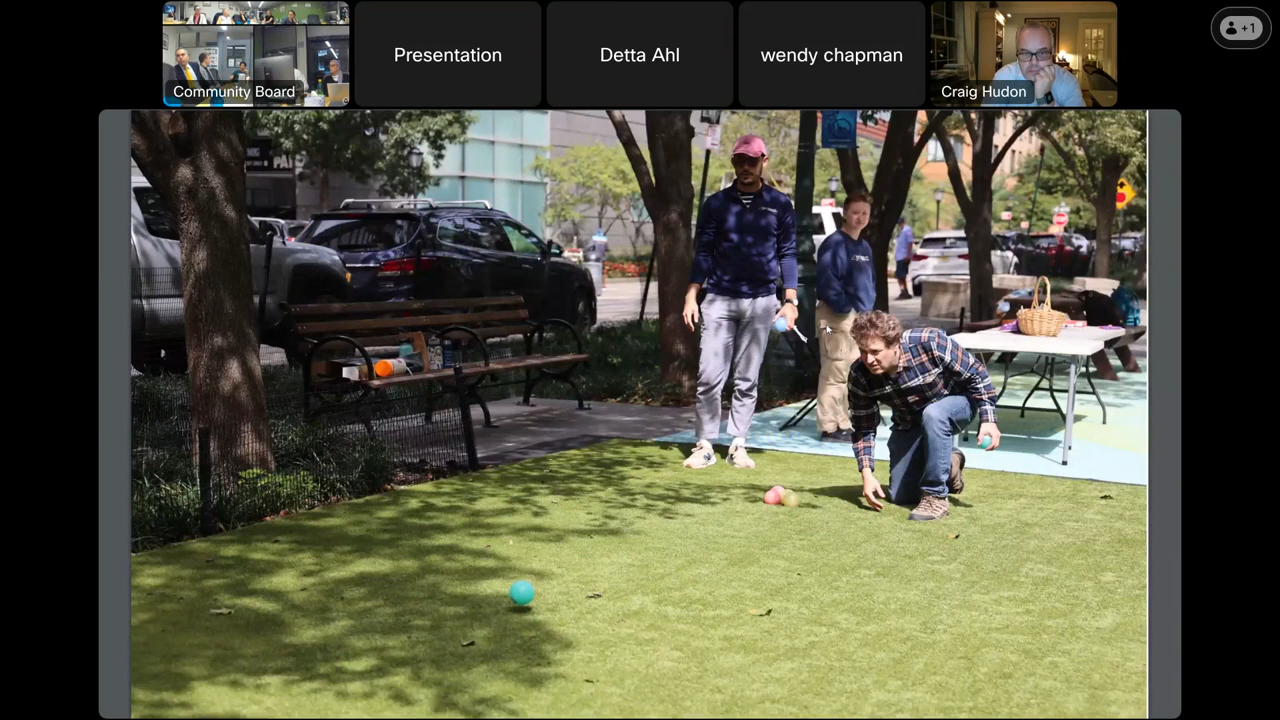 Community Board
Presentation
Detta Ahl
wendy chapman
Craig Hudon
+1